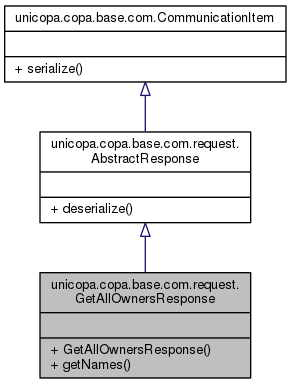 unicopa.copa.base.com.CommunicationItem
+ serialize()
unicopa.copa.base.com.request.
AbstractResponse
+ deserialize()
unicopa.copa.base.com.request.
GetAllOwnersResponse
+ GetAllOwnersResponse()
+ getNames()